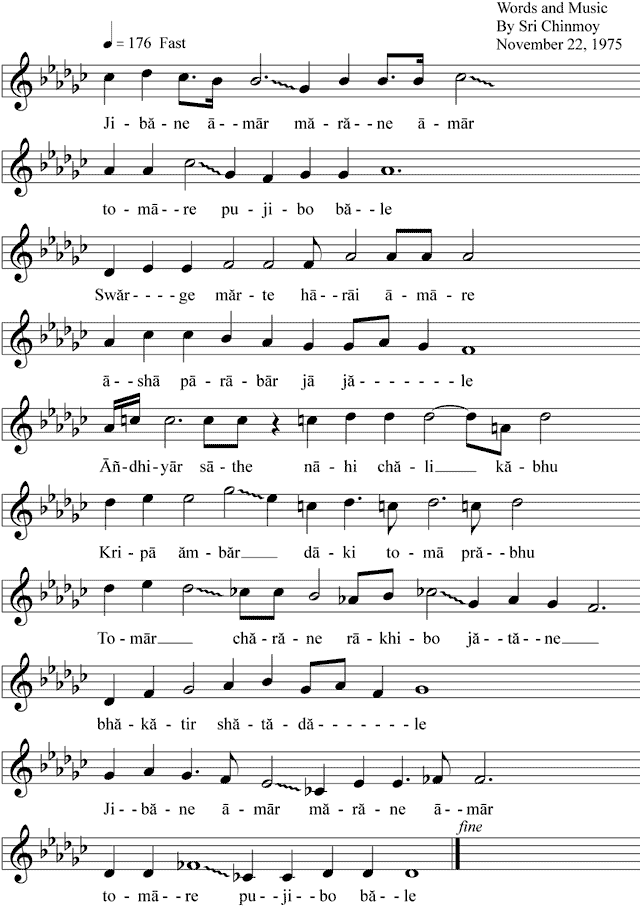 Words and Music
By Sri Chinmoy
November 22, 1975
♩ = 176 Fast
Ji - bă - ne ā - - mār mă - ră - - ne āmār
to - mā - - re pu - ji - bo bă - - le
Swăr - - - - ge măr - te hā - - rāi ā - mā - re
ā - - shā pā - rā - bār jā jă - - - - - - - le
Āñ - dhi - yār sā - the nā - hi chă - li kă - bhu
Kri - pā ăm - băr dā - ki to - mā pră - - bhu
To - mār chă - ră - ne rā - khi - bo jă - tă - ne
bhă - kă - tir shă - tă - dă - - - - - - - - le
Ji - bă - ne ā - mār mă - ră - ne ā - mār
fine
to - mā - - re pu - - ji - bo bă - - le